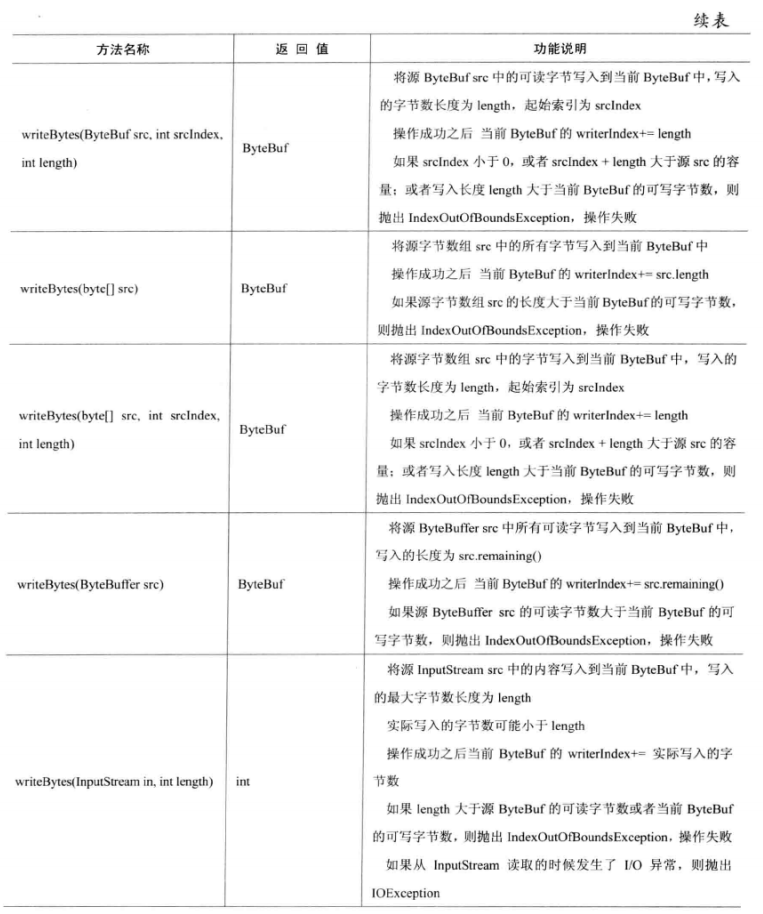 续表
方法名称 返 回 值 功能说明
writeBytes(ByteBuf src, int srcIndex,
int length)
ByteBuf
将源 ByteBuf src 中的可读字节写入到当前 ByteBuf 中，写入
的字节数长度为 length，起始索引为 srcIndex
操作成功之后 当前 ByteBuf 的 writerIndex+= length
如果 srcIndex 小于 0，或者 srcIndex + length 大于源 src 的容
量；或者写入长度 length 大于当前 ByteBuf 的可写字节数，则
抛出 IndexOutOfBoundsException，操作失败
writeBytes(byte[] src)
ByteBuf
将源字节数组 src 中的所有字节写入到当前 ByteBuf 中
操作成功之后 当前 ByteBuf 的 writerIndex+= src.length
如果源字节数组 src 的长度大于当前 ByteBuf 的可写字节数，
则抛出 IndexOutOfBoundsException，操作失败
writeBytes(byte[] src, int srcIndex,
int length)
ByteBuf
将源字节数组 src 中的字节写入到当前 ByteBuf 中，写入的
字节数长度为 length，起始索引为 srcIndex
操作成功之后 当前 ByteBuf 的 writerIndex+= length
如果 srcIndex 小于 0，或者 srcIndex + length 大于源 src 的容
量；或者写入长度 length 大于当前 ByteBuf 的可写字节数，则
抛出 IndexOutOfBoundsException，操作失败
writeBytes(ByteBuffer src)
ByteBuf
将源 ByteBuffer src 中所有可读字节写入到当前 ByteBuf 中，
写入的长度为 src.remaining()
操作成功之后 当前 ByteBuf 的 writerIndex+= src.remaining()
如果源 ByteBuffer src 的可读字节数大于当前 ByteBuf 的可
写字节数，则抛出 IndexOutOfBoundsException，操作失败
writeBytes(InputStream in, int length)
int
将源 InputStream src 中的内容写入到当前 ByteBuf 中，写入
的最大字节数长度为 length
实际写入的字节数可能小于 length
操作成功之后当前 ByteBuf 的 writerIndex+= 实际写入的字
节数
如果 length 大于源 ByteBuf 的可读字节数或者当前 ByteBuf
的可写字节数，则抛出 IndexOutOfBoundsException，操作失败
如果从 InputStream 读取的时候发生了 I/O 异常，则抛出
IOException